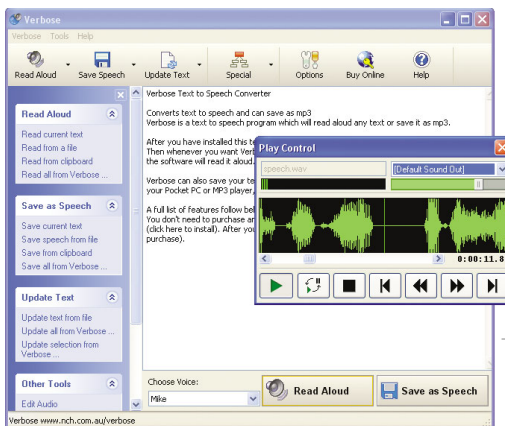 Verbose
Verbose Tools Help
Read Aloud Save Speech Update Text Special Options Buy Online Help
Read Aloud
Read current text
Read from a file
Read from clipboard
Read all from Verbose ...
Save as Speech
Save current text
Save speech from file
Save from clipboard
Save all from Verbose ...
Update Text
Update text from file
Update all from Verbose ...
Update selection from
Verbose ...
Other Tools
Edit Audio
Verbose Text to Speech Converter
Converts text to speech and can save as mp3
Verbose is a text to speech program which will read aloud any text or save it as mp3.
After you have installed this
Then whenever you want
the software will read it aloud.
Verbose can also save your
your Pocket PC or MP3 player,
A full list of features follow
You don't need to purchase
(click here to install). After
purchase).
Play Control
speech.wav [Default Sound Out]
0:00:11.8
Choose Voice:
Mike
Read Aloud Save as Speech
Verbose www.nch.com.au/verbose